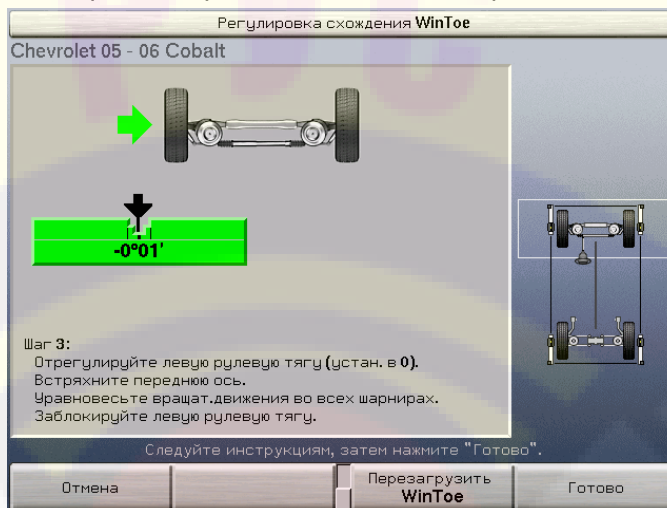 Регулировка схождения WinToe
Chevrolet 05 - 06 Cobalt
-0°01'
Шаг 3:
Отрегулируйте левую рулевую тягу (устан. в 0).
Встряхните переднюю ось.
Уравновесьте вращат.движения во всех шарнирах.
Заблокируйте левую рулевую тягу.
Следуйте инструкциям, затем нажмите "Готово".
Отмена
Перезагрузить
WinToe
Готово